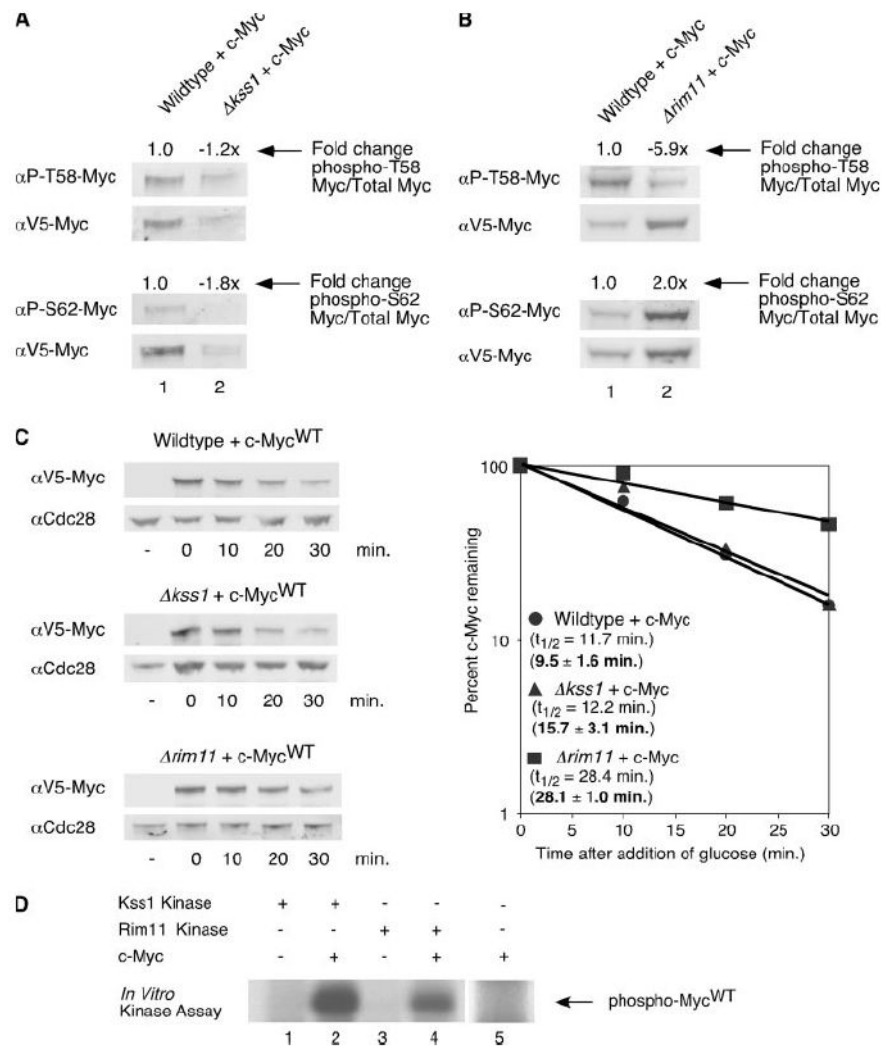 A
Wildtype + c-Myc
Δkss1 + c-Myc
1.0 -1.2x
Fold change
phospho-T58
Myc/Total Myc
αP-T58-Myc
αV5-Myc
1.0 -1.8x
Fold change
phospho-S62
Myc/Total Myc
αP-S62-Myc
αV5-Myc
1 2
B
Wildtype + c-Myc
Δrim11 + c-Myc
1.0 -5.9x
Fold change
phospho-T58
Myc/Total Myc
αP-T58-Myc
αV5-Myc
1.0 2.0x
Fold change
phospho-S62
Myc/Total Myc
αP-S62-Myc
αV5-Myc
1 2
C
Wildtype + c-MycWT
αV5-Myc
αCdc28
- 0 10 20 30 min.
Δkss1 + c-MycWT
αV5-Myc
αCdc28
- 0 10 20 30 min.
Δrim11 + c-MycWT
αV5-Myc
αCdc28
- 0 10 20 30 min.
Percent c-Myc remaining
100
10
1
Wildtype + c-Myc
(t1/2 = 11.7 min.)
(9.5 ± 1.6 min.)
Δkss1 + c-Myc
(t1/2 = 12.2 min.)
(15.7 ± 3.1 min.)
Δrim11 + c-Myc
(t1/2 = 28.4 min.)
(28.1 ± 1.0 min.)
0 5 10 15 20 25 30
Time after addition of glucose (min.)
D
Kss1 Kinase + + - - -
Rim11 Kinase - - + + -
c-Myc - + - + +
In Vitro
Kinase Assay
phospho-MycWT
1 2 3 4 5